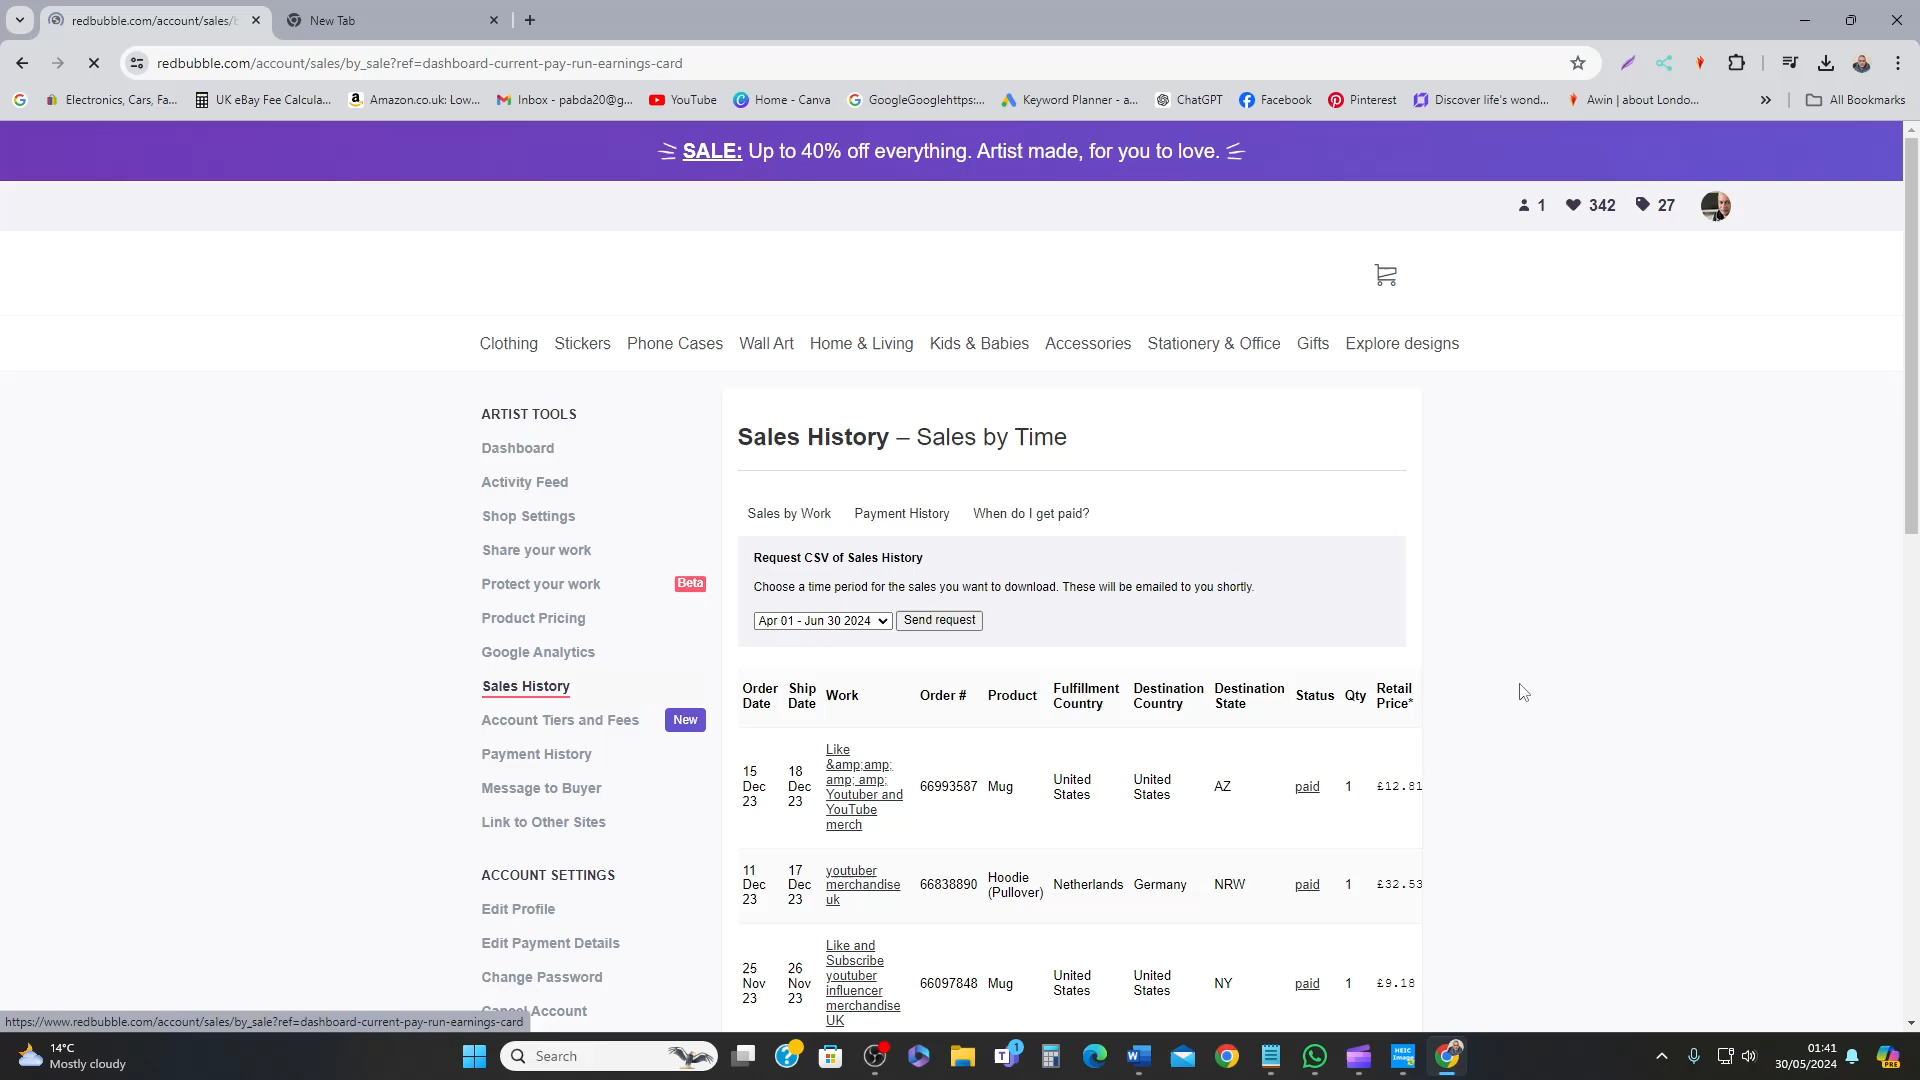 redbubble.com/account/sales/b
New Tab
redbubble.com/account/sales/by_sale?ref=dashboard-current-pay-run-earnings-card
Electronics, Cars, Fa...
UK eBay Fee Calcula...
Amazon.co.uk: Low...
Inbox - pabda20@g...
YouTube
Home - Canva
GoogleGooglehttps:...
Keyword Planner - a...
ChatGPT
Facebook
Pinterest
Discover life's wond...
Awin | about Londo...
»
All Bookmarks
SALE: Up to 40% off everything. Artist made, for you to love.
1 342 27
Clothing Stickers Phone Cases Wall Art Home & Living Kids & Babies Accessories Stationery & Office Gifts Explore designs
ARTIST TOOLS
Dashboard
Activity Feed
Shop Settings
Share your work
Protect your work Beta
Product Pricing
Google Analytics
Sales History
Account Tiers and Fees New
Payment History
Message to Buyer
Link to Other Sites
ACCOUNT SETTINGS
Edit Profile
Edit Payment Details
Change Password
Cancel Account
Sales History – Sales by Time
Sales by Work Payment History When do I get paid?
Request CSV of Sales History
Choose a time period for the sales you want to download. These will be emailed to you shortly.
Apr 01 - Jun 30 2024 Send request
Order Date
Ship Date
Work
Order #
Product
Fulfillment Country
Destination Country
Destination State
Status
Qty
Retail Price*
15 Dec 23
18 Dec 23
Like
&amp;amp;
amp; amp;
Youtuber and
YouTube
merch
66993587
Mug
United States
United States
AZ
paid
1
£12.81
11 Dec 23
17 Dec 23
youtuber
merchandise
uk
66838890
Hoodie (Pullover)
Netherlands
Germany
NRW
paid
1
£32.53
25 Nov 23
26 Nov 23
Like and
Subscribe
youtuber
influencer
merchandise
UK
66097848
Mug
United States
United States
NY
paid
1
£9.18
https://www.redbubble.com/account/sales/by_sale?ref=dashboard-current-pay-run-earnings-card
14°C
Mostly cloudy
Search
1
HEIC
Image
01:41
30/05/2024
PRE